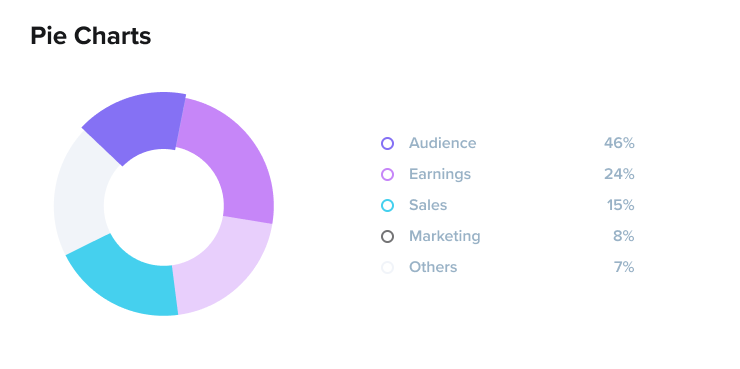 Pie Charts
Audience 46%
Earnings 24%
Sales 15%
Marketing 8%
Others 7%